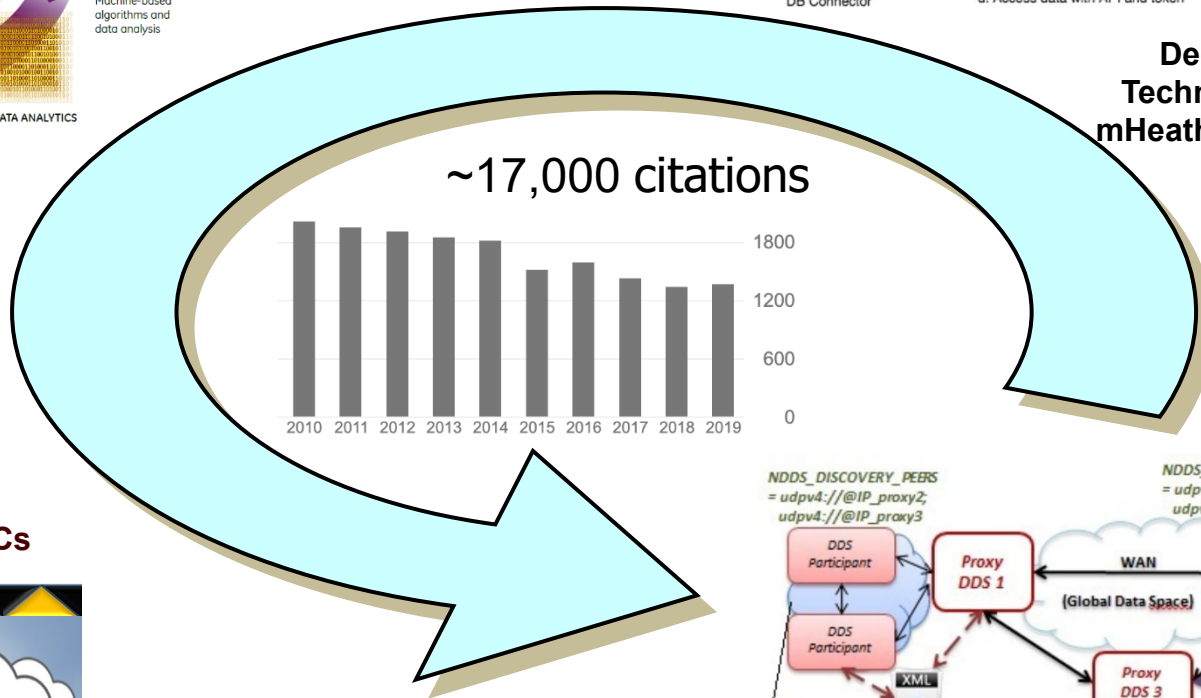 Machine-based
algorithms and
data analysis
ATA ANALYTICS
DB Connector
d. Access data with API and token
De
Techn
mHeath
~17,000 citations
1800
1200
600
0
2010 2011 2012 2013 2014 2015 2016 2017 2018 2019
Cs
NDDS_DISCOVERY_PEERS
= udpv4://@IP_proxy2;
udpv4://@IP_proxy3
NDDS_
= udpv
udpv
DDS
Participant
Proxy
DDS 1
WAN
(Global Data Space)
DDS
Participant
XML
Proxy
DDS 3